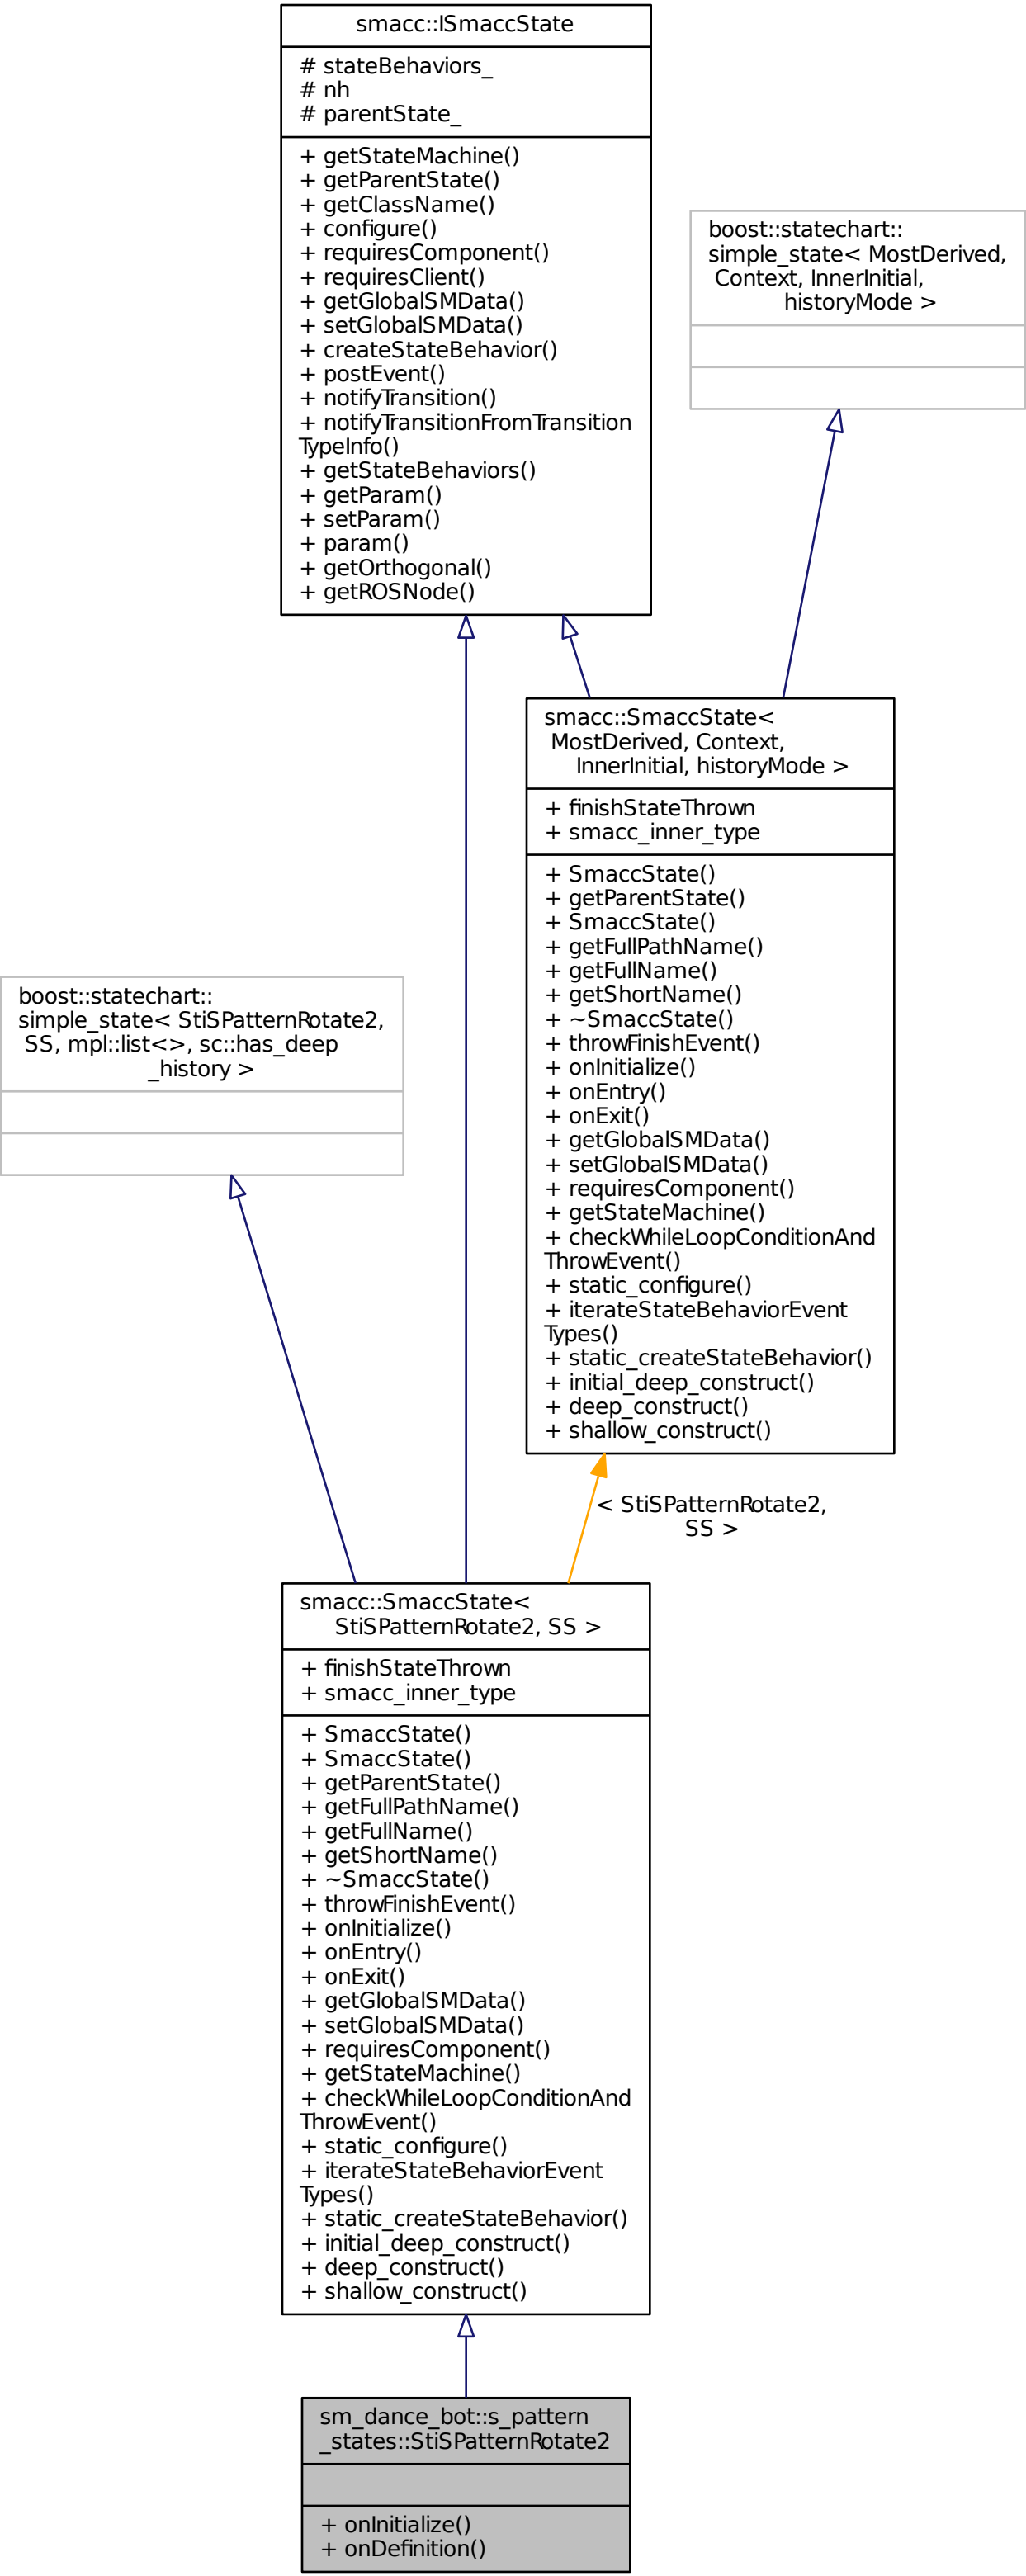 smacc::ISmaccState
# stateBehaviors_
# nh
# parentState_
+ getStateMachine()
+ getParentState()
+ getClassName()
+ configure()
+ requiresComponent()
+ requiresClient()
+ getGlobalSMData()
+ setGlobalSMData()
+ createStateBehavior()
+ postEvent()
+ notifyTransition()
+ notifyTransitionFromTransition
TypeInfo()
+ getStateBehaviors()
+ getParam()
+ setParam()
+ param()
+ getOrthogonal()
+ getROSNode()
boost::statechart::
simple_state< MostDerived,
Context, InnerInitial,
historyMode >
smacc::SmaccState<
MostDerived, Context,
InnerInitial, historyMode >
+ finishStateThrown
+ smacc_inner_type
+ SmaccState()
+ getParentState()
+ SmaccState()
+ getFullPathName()
+ getFullName()
+ getShortName()
+ ~SmaccState()
+ throwFinishEvent()
+ onInitialize()
+ onEntry()
+ onExit()
+ getGlobalSMData()
+ setGlobalSMData()
+ requiresComponent()
+ getStateMachine()
+ checkWhileLoopConditionAnd
ThrowEvent()
+ static_configure()
+ iterateStateBehaviorEvent
Types()
+ static_createStateBehavior()
+ initial_deep_construct()
+ deep_construct()
+ shallow_construct()
boost::statechart::
simple_state< StiSPatternRotate2,
SS, mpl::list<>, sc::has_deep
_history >
< StiSPatternRotate2,
SS >
smacc::SmaccState<
StiSPatternRotate2, SS >
+ finishStateThrown
+ smacc_inner_type
+ SmaccState()
+ SmaccState()
+ getParentState()
+ getFullPathName()
+ getFullName()
+ getShortName()
+ ~SmaccState()
+ throwFinishEvent()
+ onInitialize()
+ onEntry()
+ onExit()
+ getGlobalSMData()
+ setGlobalSMData()
+ requiresComponent()
+ getStateMachine()
+ checkWhileLoopConditionAnd
ThrowEvent()
+ static_configure()
+ iterateStateBehaviorEvent
Types()
+ static_createStateBehavior()
+ initial_deep_construct()
+ deep_construct()
+ shallow_construct()
sm_dance_bot::s_pattern
_states::StiSPatternRotate2
+ onInitialize()
+ onDefinition()